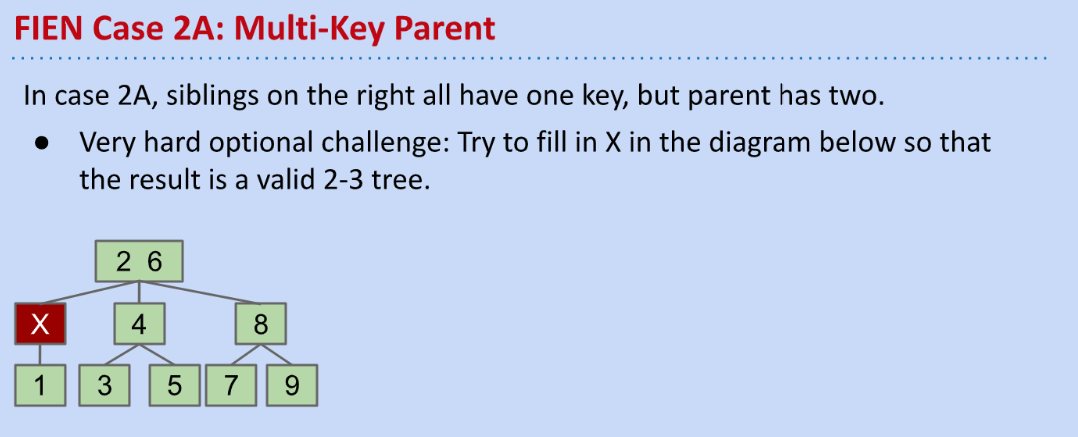 FIEN Case 2A: Multi-Key Parent
In case 2A, siblings on the right all have one key, but parent has two.
● Very hard optional challenge: Try to fill in X in the diagram below so that
the result is a valid 2-3 tree.
2 6
X 4 8
1 3 5 7 9